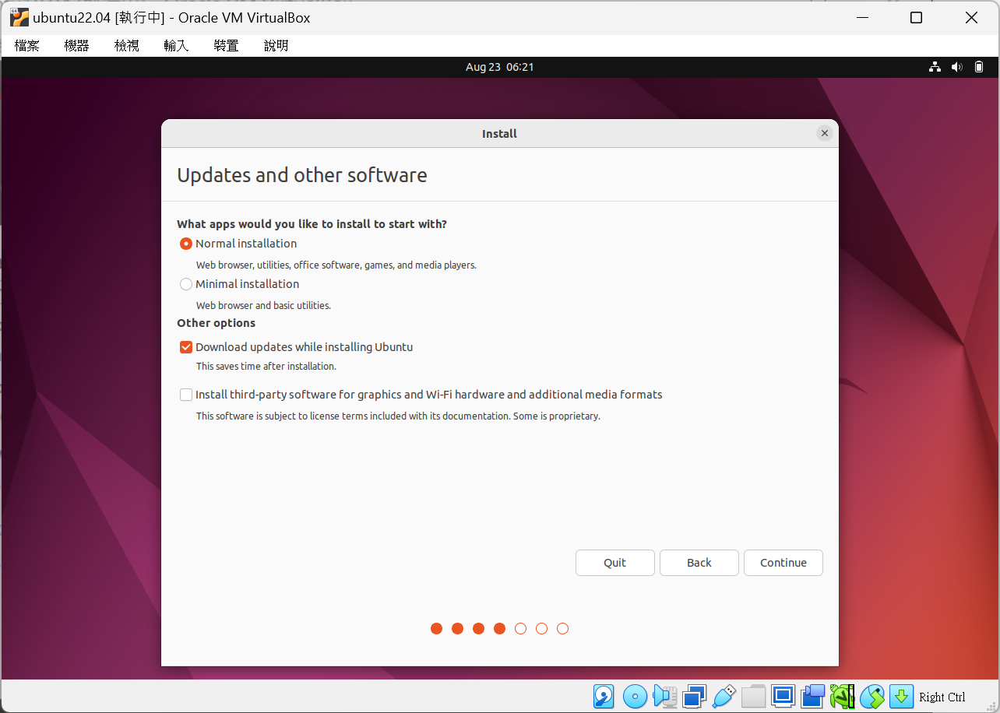 ubuntu22.04 [執行中] - Oracle VM VirtualBox
檔案 機器 檢視 輸入 裝置 說明
Aug 23 06:21
Install
Updates and other software
What apps would you like to install to start with?
Normal installation
Web browser, utilities, office software, games, and media players.
Minimal installation
Web browser and basic utilities.
Other options
Download updates while installing Ubuntu
This saves time after installation.
Install third-party software for graphics and Wi-Fi hardware and additional media formats
This software is subject to license terms included with its documentation. Some is proprietary.
Quit Back Continue
Right Ctrl